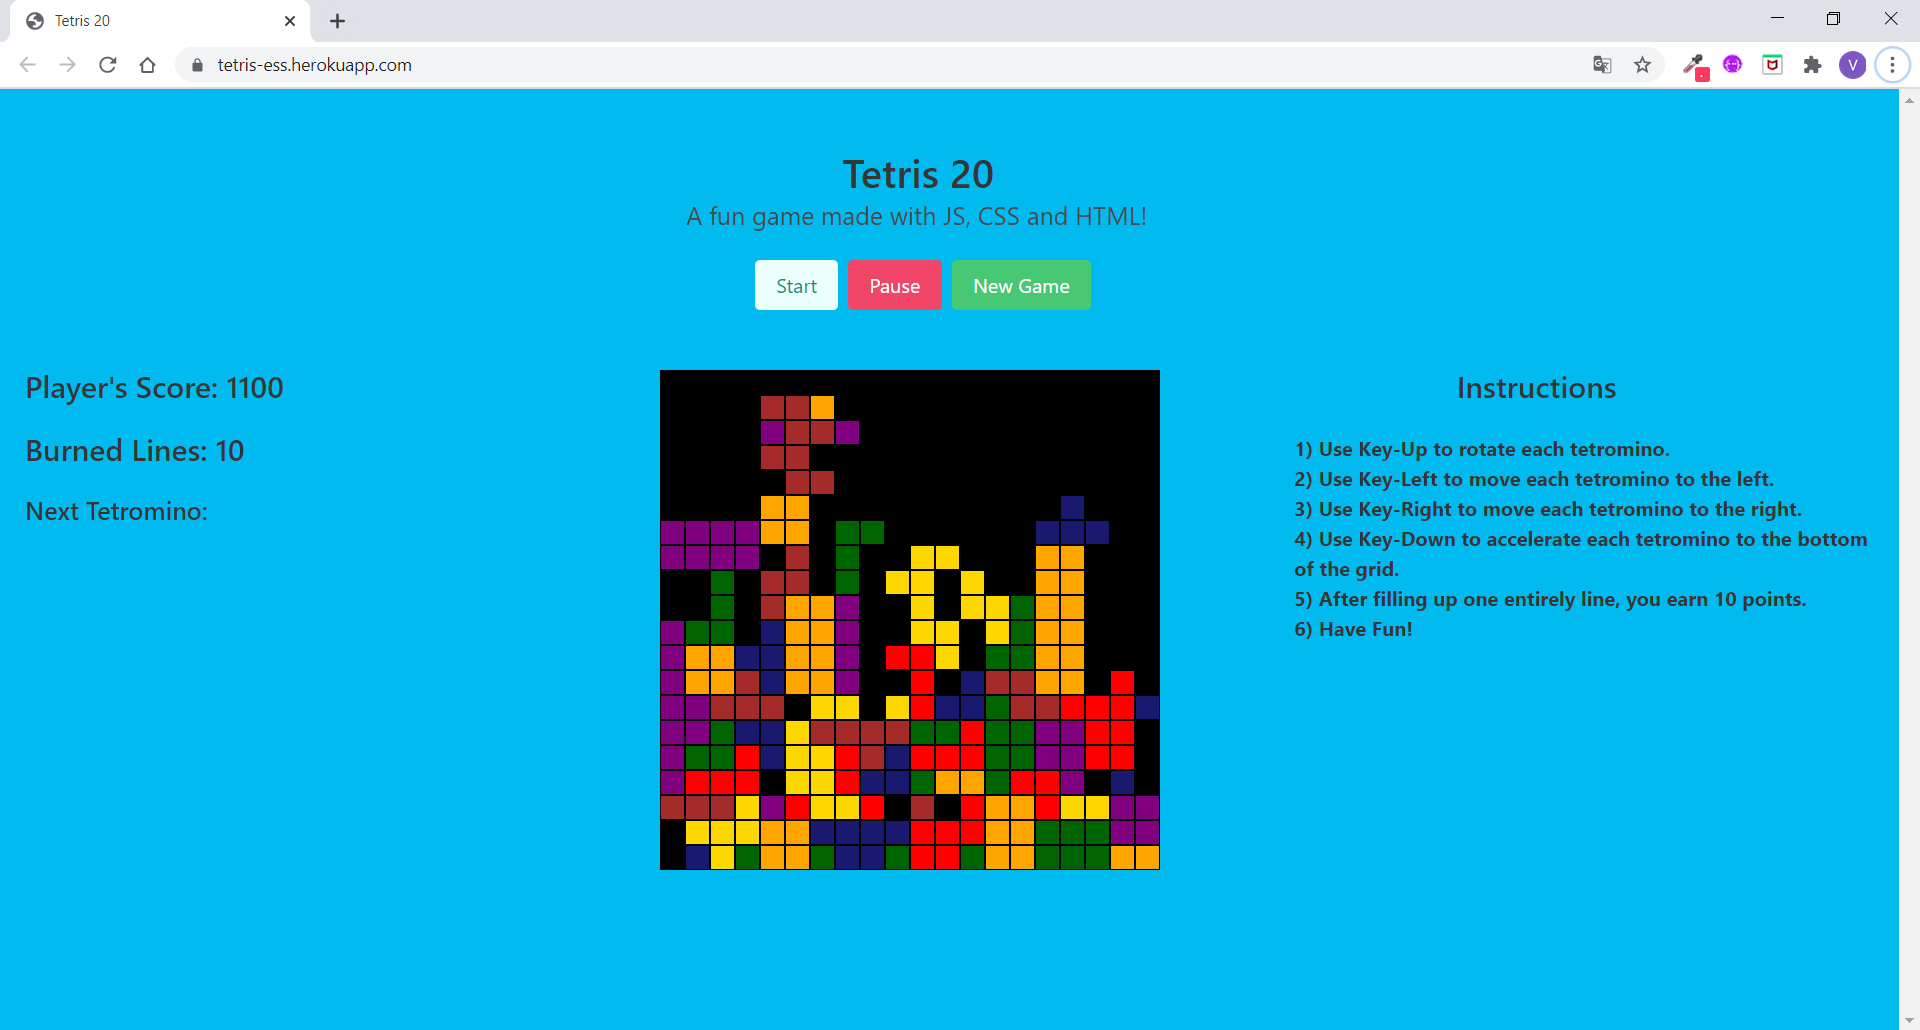 Tetris 20
tetris-ess.herokuapp.com
V
Tetris 20
A fun game made with JS, CSS and HTML!
Start Pause New Game
Player's Score: 1100
Burned Lines: 10
Next Tetromino:
Instructions
1) Use Key-Up to rotate each tetromino.
2) Use Key-Left to move each tetromino to the left.
3) Use Key-Right to move each tetromino to the right.
4) Use Key-Down to accelerate each tetromino to the bottom
of the grid.
5) After filling up one entirely line, you earn 10 points.
6) Have Fun!